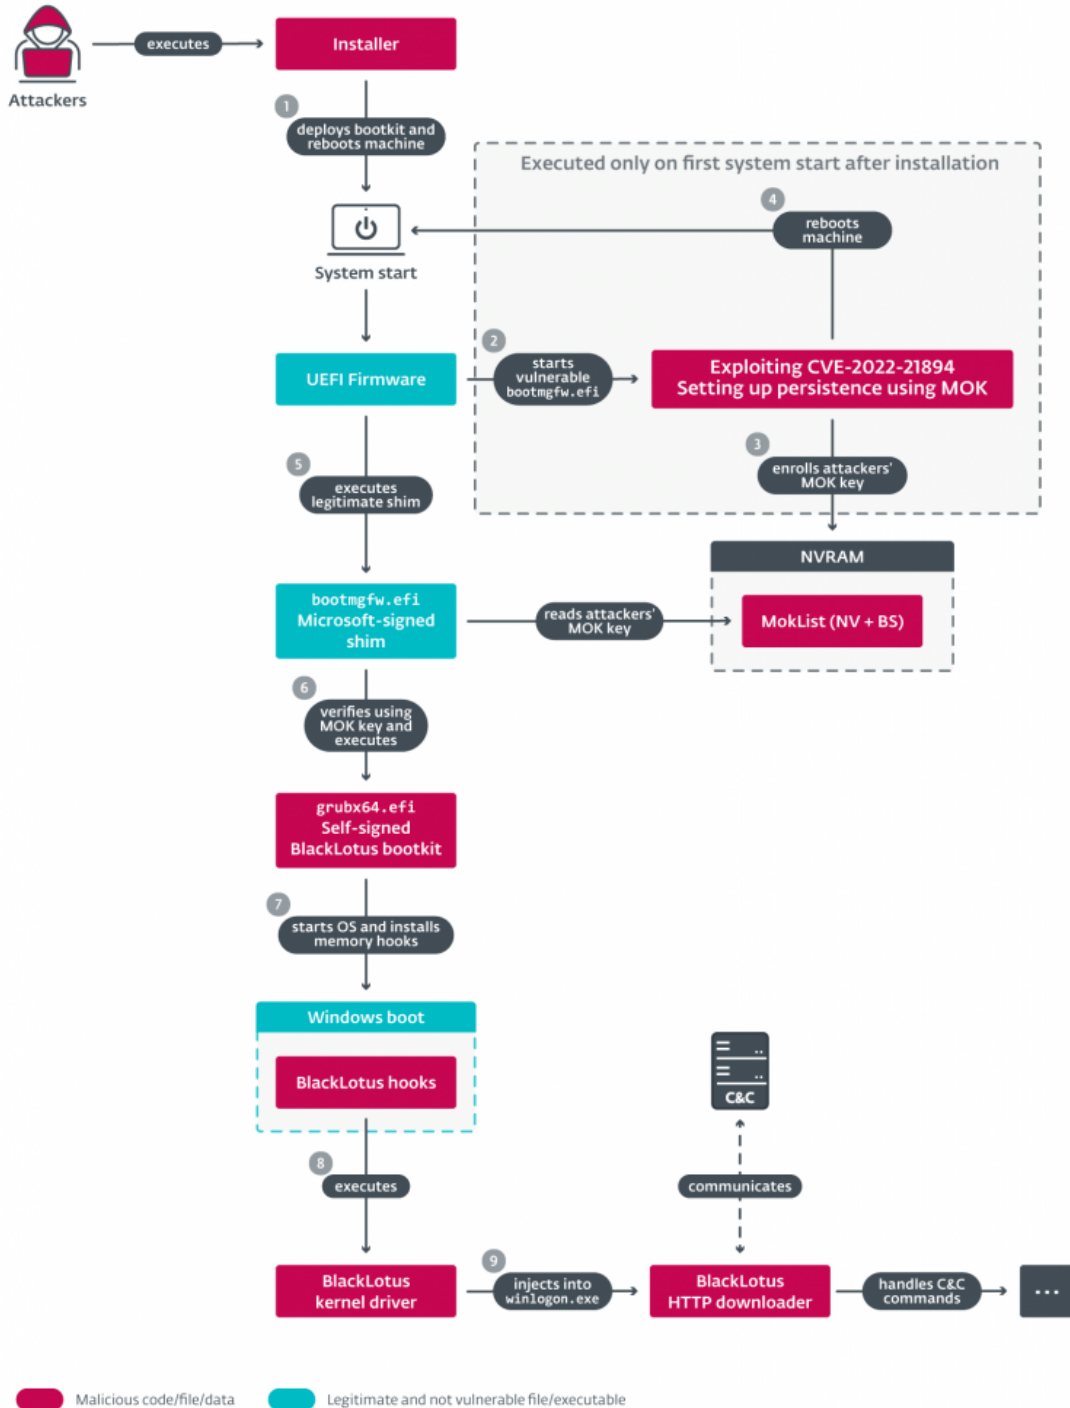 executes
Installer
Attackers
1
deploys bootkit and
reboots machine
Executed only on first system start after installation
4
reboots
machine
System start
2
starts
vulnerable
bootmgfw.efi
UEFI Firmware
Exploiting CVE-2022-21894
Setting up persistence using MOK
3
enrolls attackers'
MOK key
5
executes
legitimate shim
NVRAM
bootmgfw.efi
Microsoft-signed
shim
reads attackers'
MOK key
MokList (NV + BS)
6
verifies using
MOK key and
executes
grubx64.efi
Self-signed
BlackLotus bootkit
7
starts OS and installs
memory hooks
Windows boot
BlackLotus hooks
C&C
8
executes
communicates
9
BlackLotus
kernel driver
injects into
winlogon.exe
BlackLotus
HTTP downloader
handles C&C
commands
...
Malicious code/file/data
Legitimate and not vulnerable file/executable